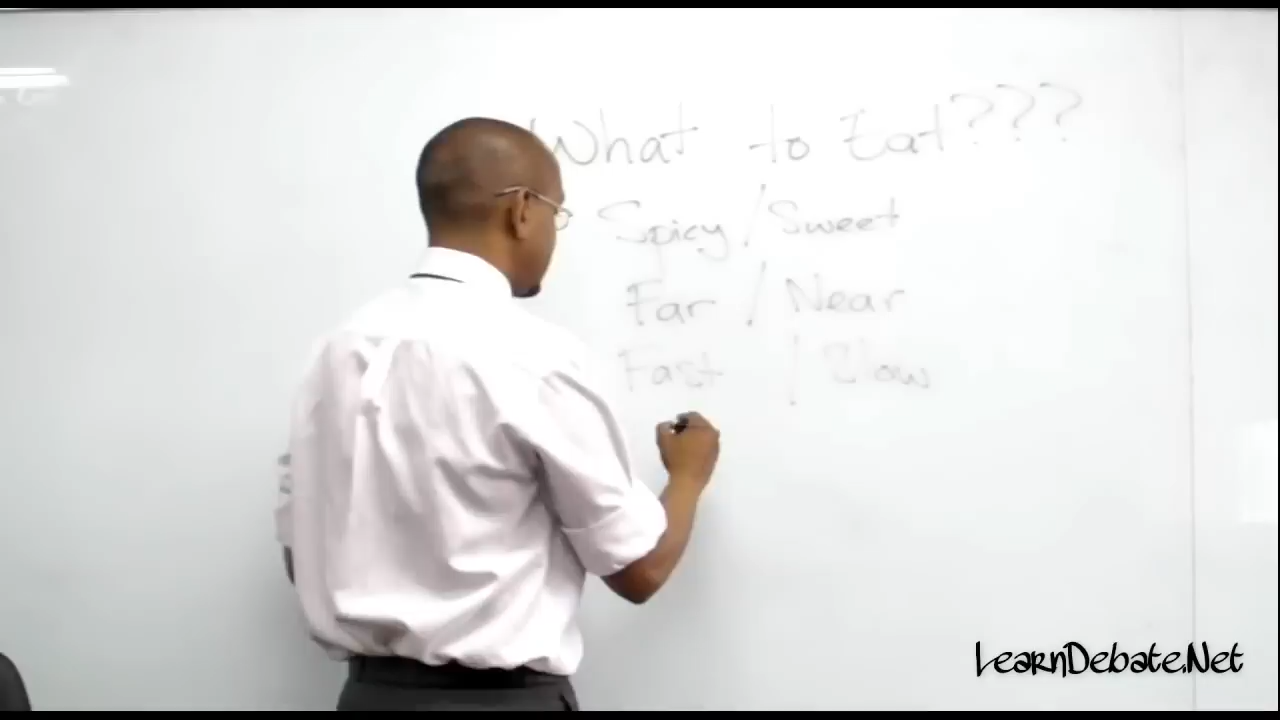 What to Eat???
Spicy / Sweet
Far / Near
Fast / Slow
LearnDebate.Net